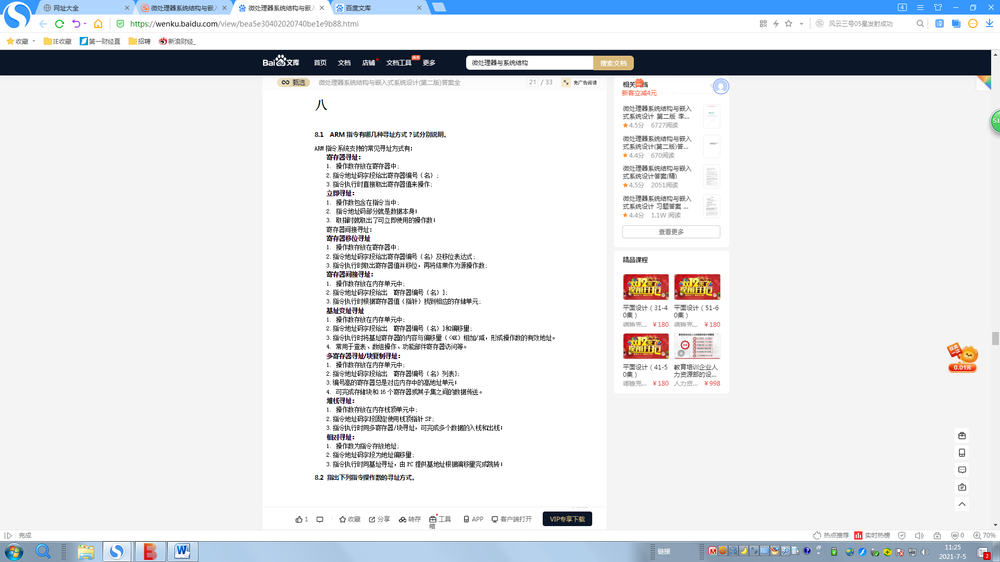 网址大全
微处理器系统结构与嵌入
微处理器系统结构与嵌入
百度文库
4
https://wenku.baidu.com/view/bea5e30402020740be1e9b88.html
风云三号05星发射成功
收藏
IE收藏
第一财经直
招聘
新浪财经_
Bai du 文库
首页
文档
店铺
文档工具
更多
微处理器与系统结构
搜索文档
甄选
微处理器系统结构与嵌入式系统设计(第二版)答案全
21 / 33
免广告阅读
八
8.1 ARM 指令有哪几种寻址方式？试分别说明。
ARM 指令系统支持的常见寻址方式有：
寄存器寻址：
1. 操作数存放在寄存器中；
2.指令地址码字段给出寄存器编号（名）；
3.指令执行时直接取出寄存器值来操作；
立即寻址：
1. 操作数包含在指令当中；
2. 指令地址码部分就是数据本身；
3. 取指时就取出了可立即使用的操作数；
寄存器间接寻址：
寄存器移位寻址
1. 操作数存放在寄存器中；
2.指令地址码字段给出寄存器编号（名）及移位表达式；
3.指令执行时取出寄存器值并移位，再将结果作为源操作数；
寄存器间接寻址：
1. 操作数存放在内存单元中；
2.指令地址码字段给出 寄存器编号（名）]；
3.指令执行时根据寄存器值（指针）找到相应的存储单元；
基址变址寻址
1. 操作数存放在内存单元中；
2.指令地址码字段给出 寄存器编号（名）]和偏移量；
3.指令执行时将基址寄存器的内容与偏移量（<4K）相加/减，形成操作数的有效地址。
4. 常用于查表、数组操作、功能部件寄存器访问等。
多寄存器寻址/块复制寻址：
1. 操作数存放在内存单元中；
2.指令地址码字段给出 寄存器编号（名）列表}；
3.编号高的寄存器总是对应内存中的高地址单元；
4. 可完成存储块和 16 个寄存器或其子集之间的数据传送。
堆栈寻址：
1. 操作数存放在内存栈顶单元中；
2.指令地址码字段固定使用栈顶指针 SP；
3.指令执行时同多寄存器/块寻址，可完成多个数据的入栈和出栈；
相对寻址：
1. 操作数为指令存放地址；
2.指令地址码字段为地址偏移量；
3.指令执行时同基址寻址，由 PC 提供基地址根据偏移量完成跳转；
8.2 指出下列指令操作数的寻址方式。
1
收藏
分享
转存
工具
箱
APP
客户端打开
VIP专享下载
相关 档
新客立减4元
微处理器系统结构与嵌入
式系统设计 第二版 李...
4.5分 6727阅读
微处理器系统结构与嵌入
式系统设计(第二版)答...
4.4分 670阅读
微处理器系统结构与嵌入
式系统设计答案(精)
4.5分 2051阅读
微处理器系统结构与嵌入
式系统设计 习题答案 ...
4.4分 1.1W 阅读
查看更多
精品课程
双12来了
提前开抢
双12来了
提前开抢
平面设计（31-4
0集）
德鲁克... ￥180
平面设计（51-6
0集）
德鲁克... ￥180
双12来了
提前开抢
平面设计（41-5
0集）
德鲁克... ￥180
教育培训企业人
力资源部的设...
人力资... ￥998
51
仅此
一次
0.01元
完成
热点推荐
实时热榜
0
70%
链接
英
11:25
2021-7-5
2